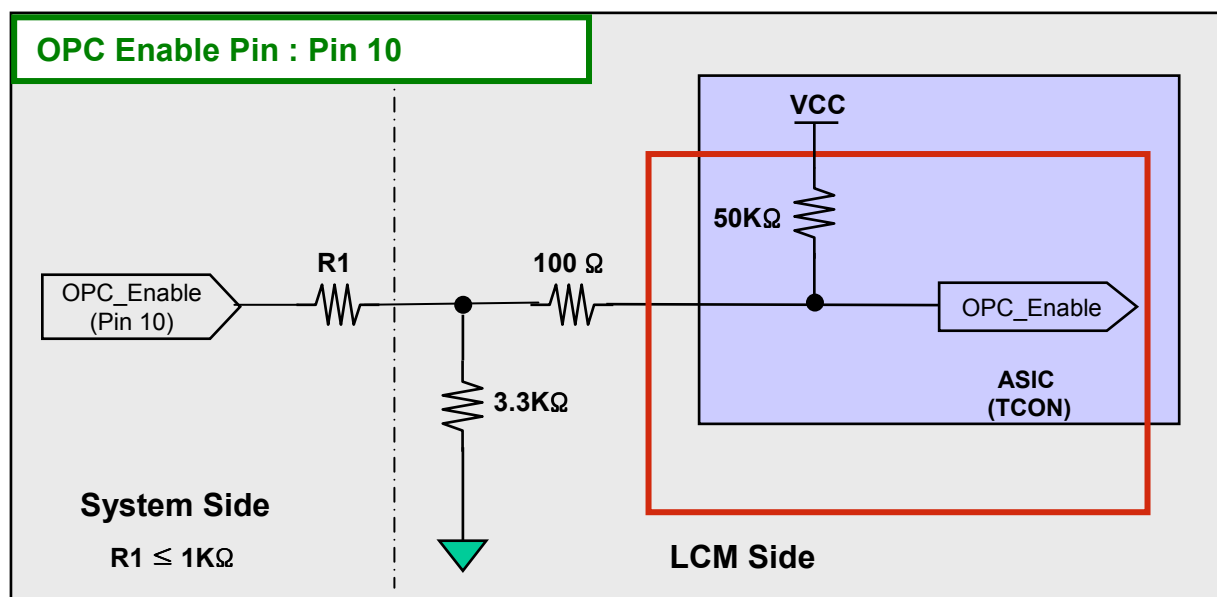 OPC Enable Pin : Pin 10
VCC
50KΩ
R1
100 Ω
OPC_Enable
(Pin 10)
OPC_Enable
3.3KΩ
ASIC
(TCON)
System Side
R1 ≤ 1KΩ
LCM Side